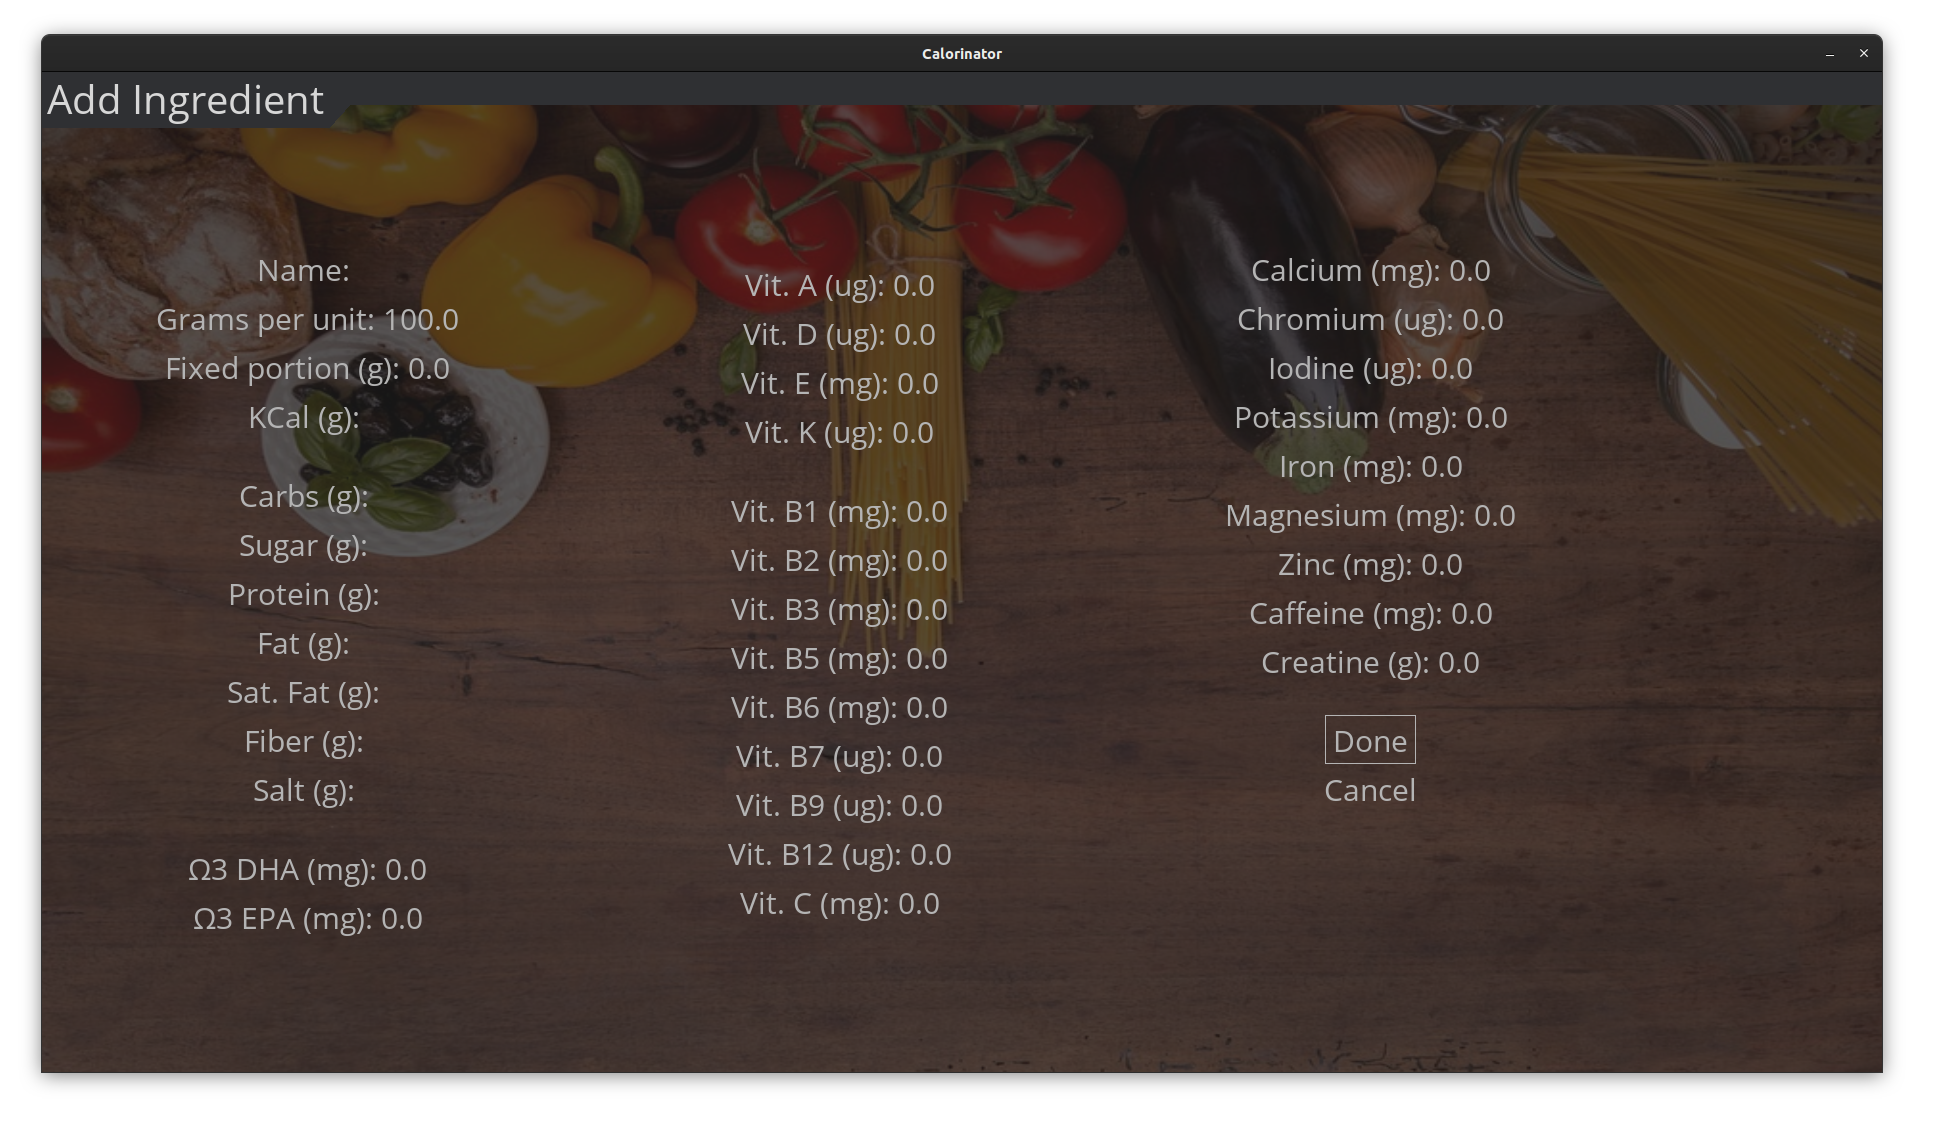 Calorinator
Add Ingredient
Name:
Grams per unit: 100.0
Fixed portion (g): 0.0
KCal (g):
Carbs (g):
Sugar (g):
Protein (g):
Fat (g):
Sat. Fat (g):
Fiber (g):
Salt (g):
Ω3 DHA (mg): 0.0
Ω3 EPA (mg): 0.0
Vit. A (ug): 0.0
Vit. D (ug): 0.0
Vit. E (mg): 0.0
Vit. K (ug): 0.0
Vit. B1 (mg): 0.0
Vit. B2 (mg): 0.0
Vit. B3 (mg): 0.0
Vit. B5 (mg): 0.0
Vit. B6 (mg): 0.0
Vit. B7 (ug): 0.0
Vit. B9 (ug): 0.0
Vit. B12 (ug): 0.0
Vit. C (mg): 0.0
Calcium (mg): 0.0
Chromium (ug): 0.0
Iodine (ug): 0.0
Potassium (mg): 0.0
Iron (mg): 0.0
Magnesium (mg): 0.0
Zinc (mg): 0.0
Caffeine (mg): 0.0
Creatine (g): 0.0
Done
Cancel